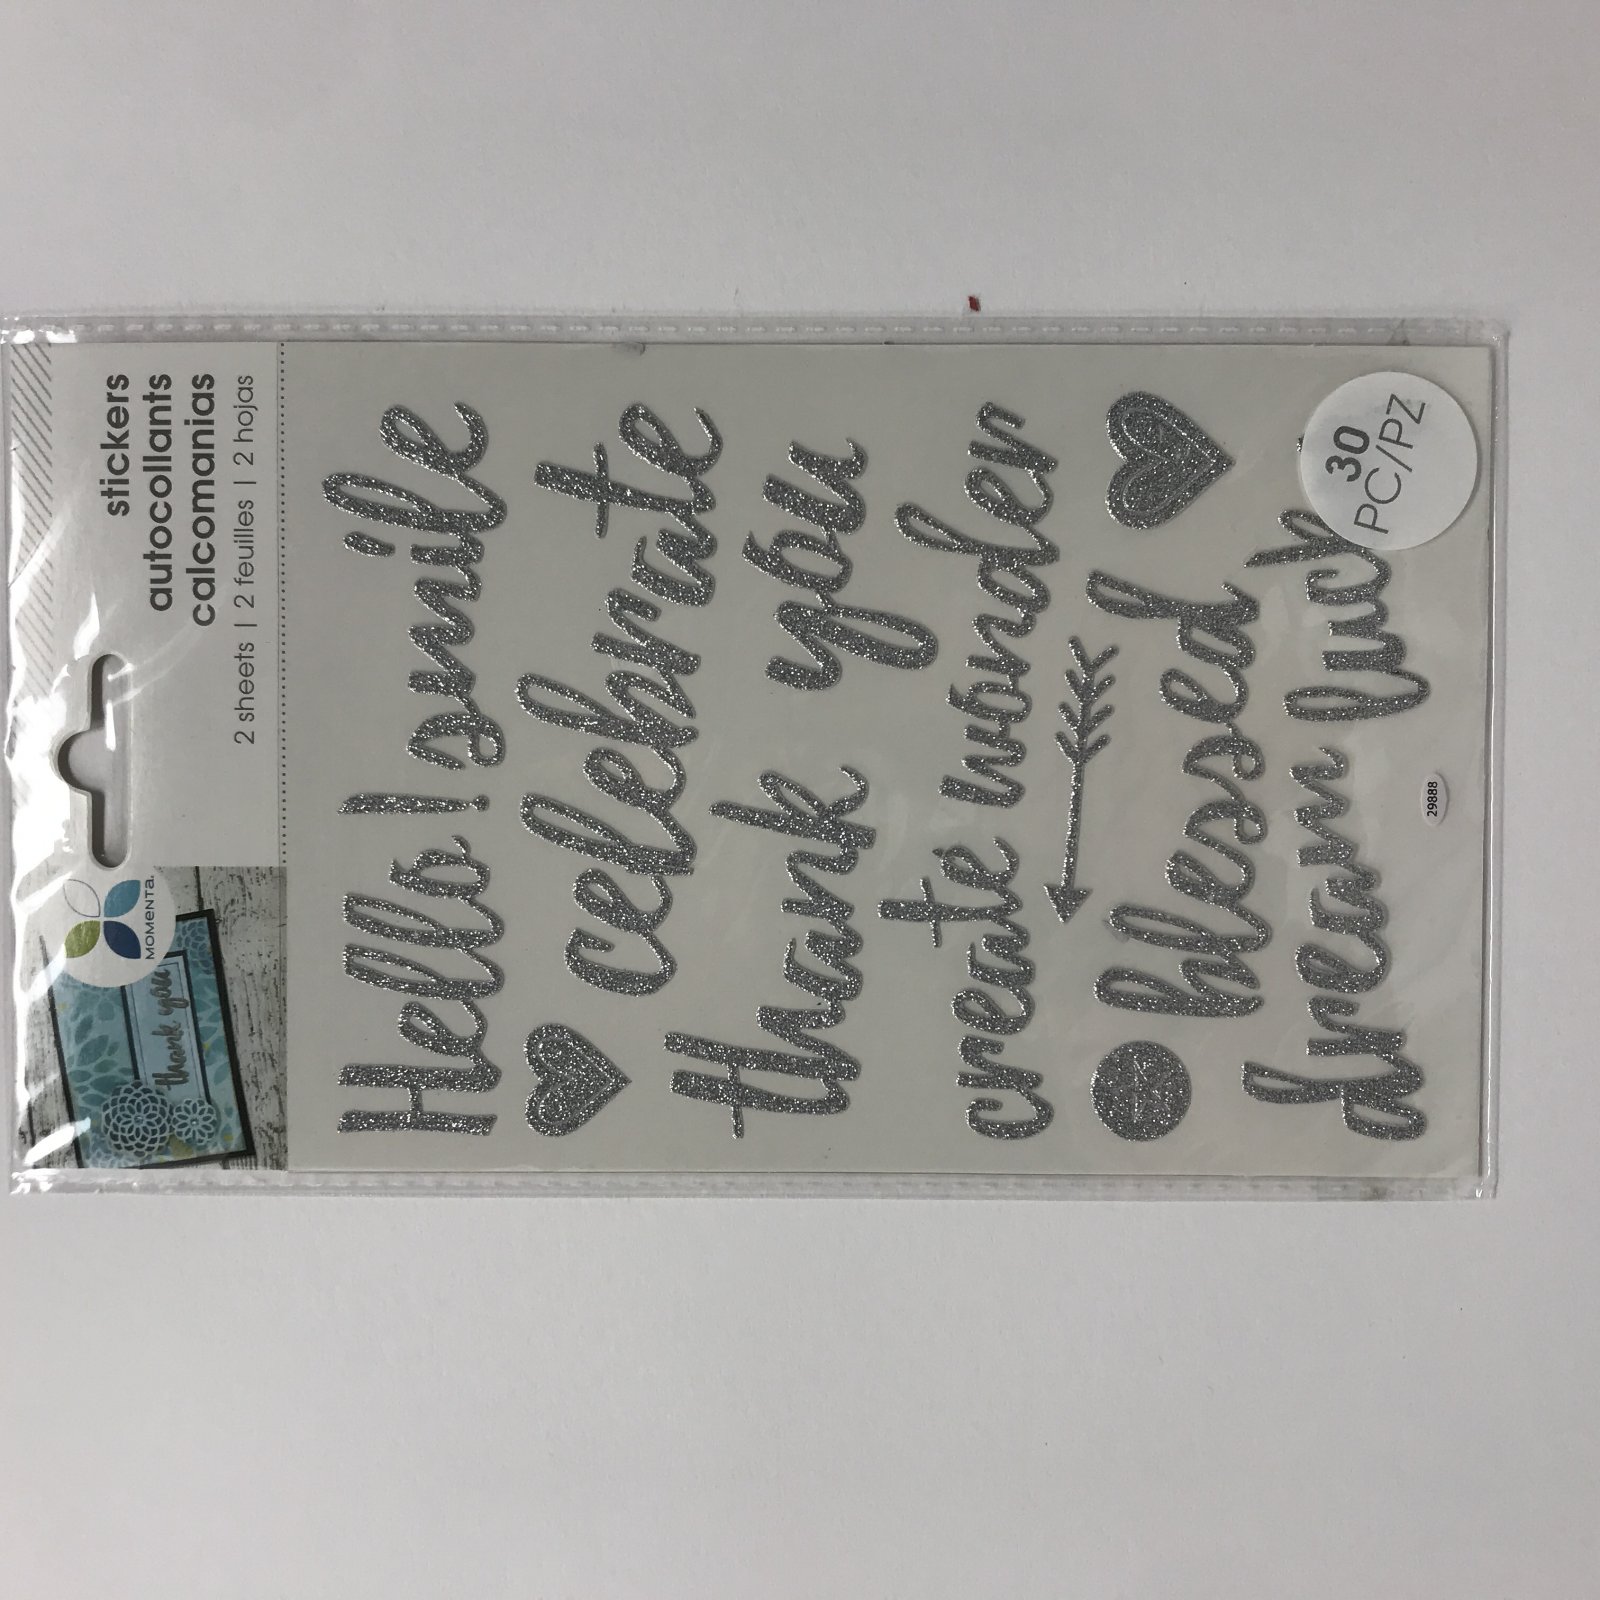 stickers
autocollants
calcomanias
2 sheets | 2 feuilles | 2 hojas
thank you
MOMENTA.
Hello! smile
celebrate
thank you
create wonder
blessed
dream luck
30
PC/PZ
29888